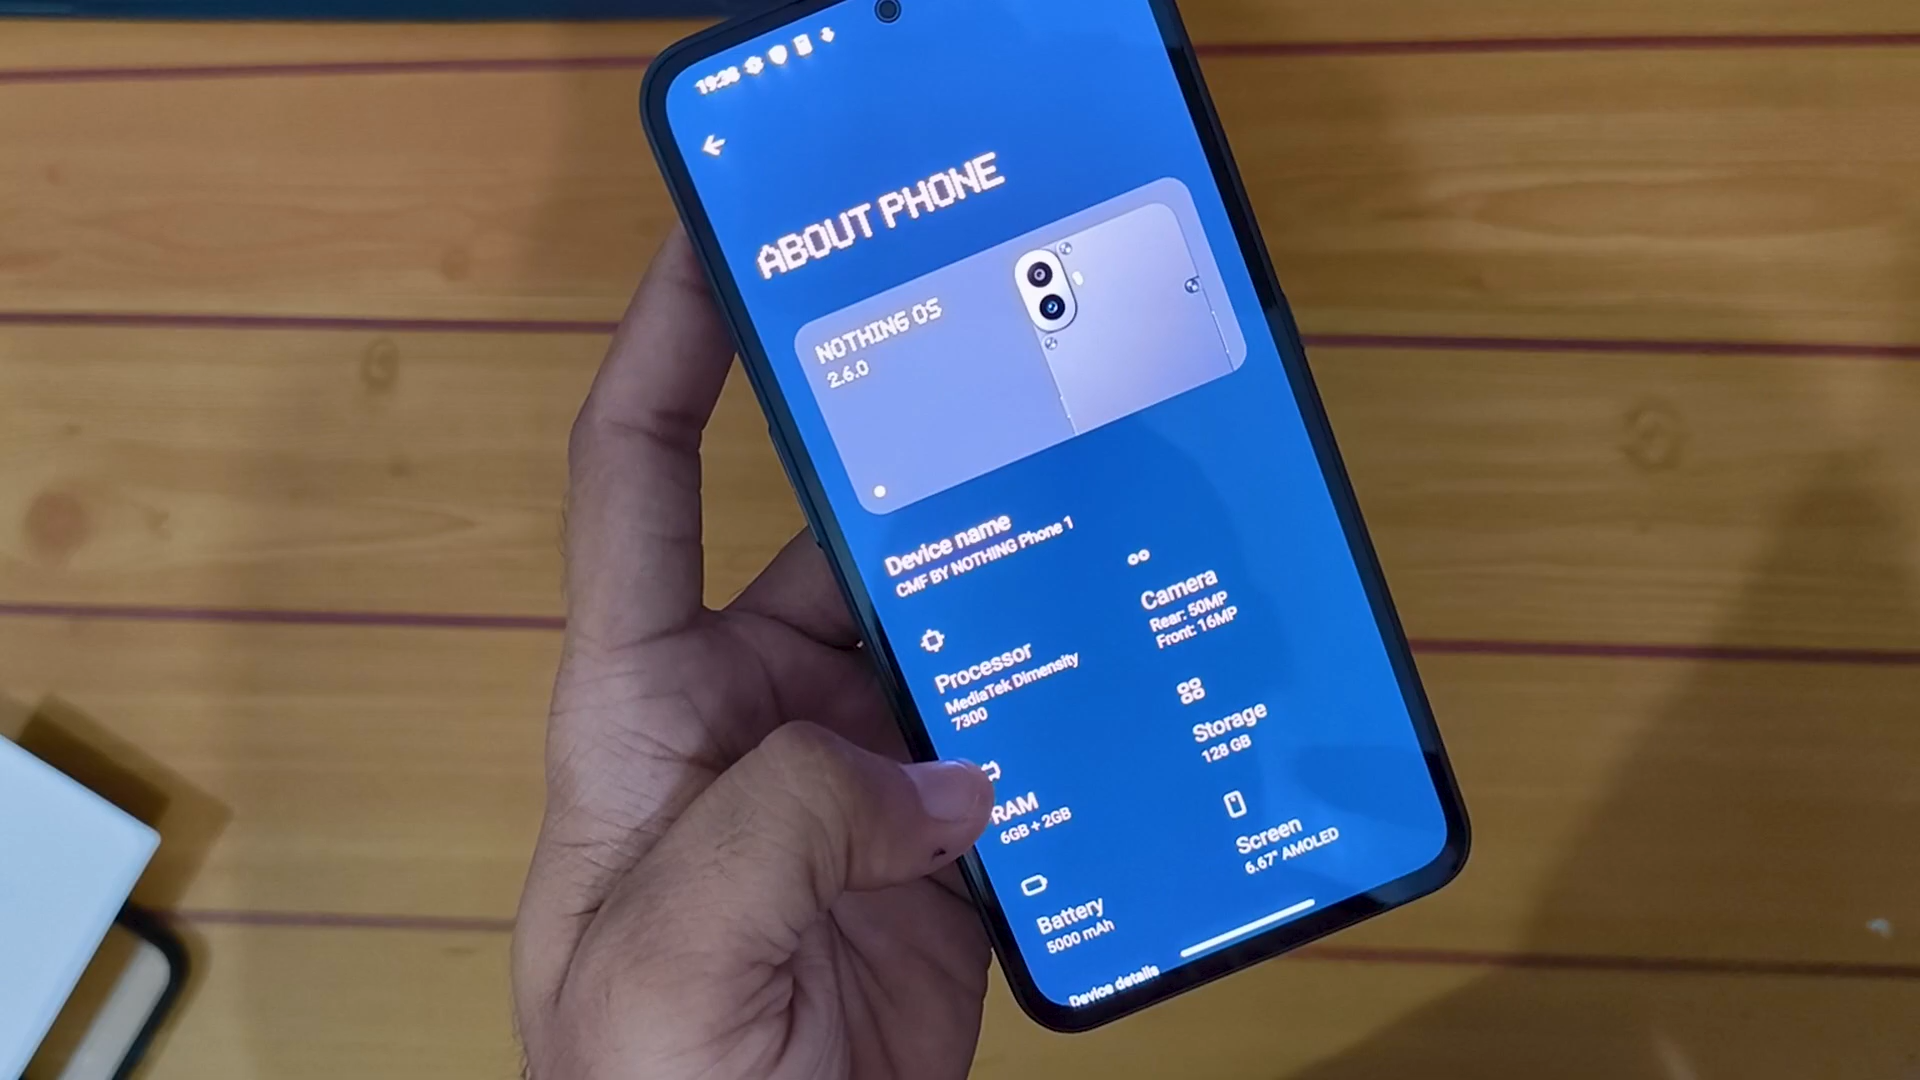 19:38
ABOUT PHONE
NOTHING OS
2.6.0
Device name
CMF BY NOTHING Phone 1
Processor
MediaTek Dimensity
7300
Camera
Rear: 50MP
Front: 16MP
RAM
6GB + 2GB
Storage
128 GB
Battery
5000 mAh
Screen
6.67" AMOLED
Device details